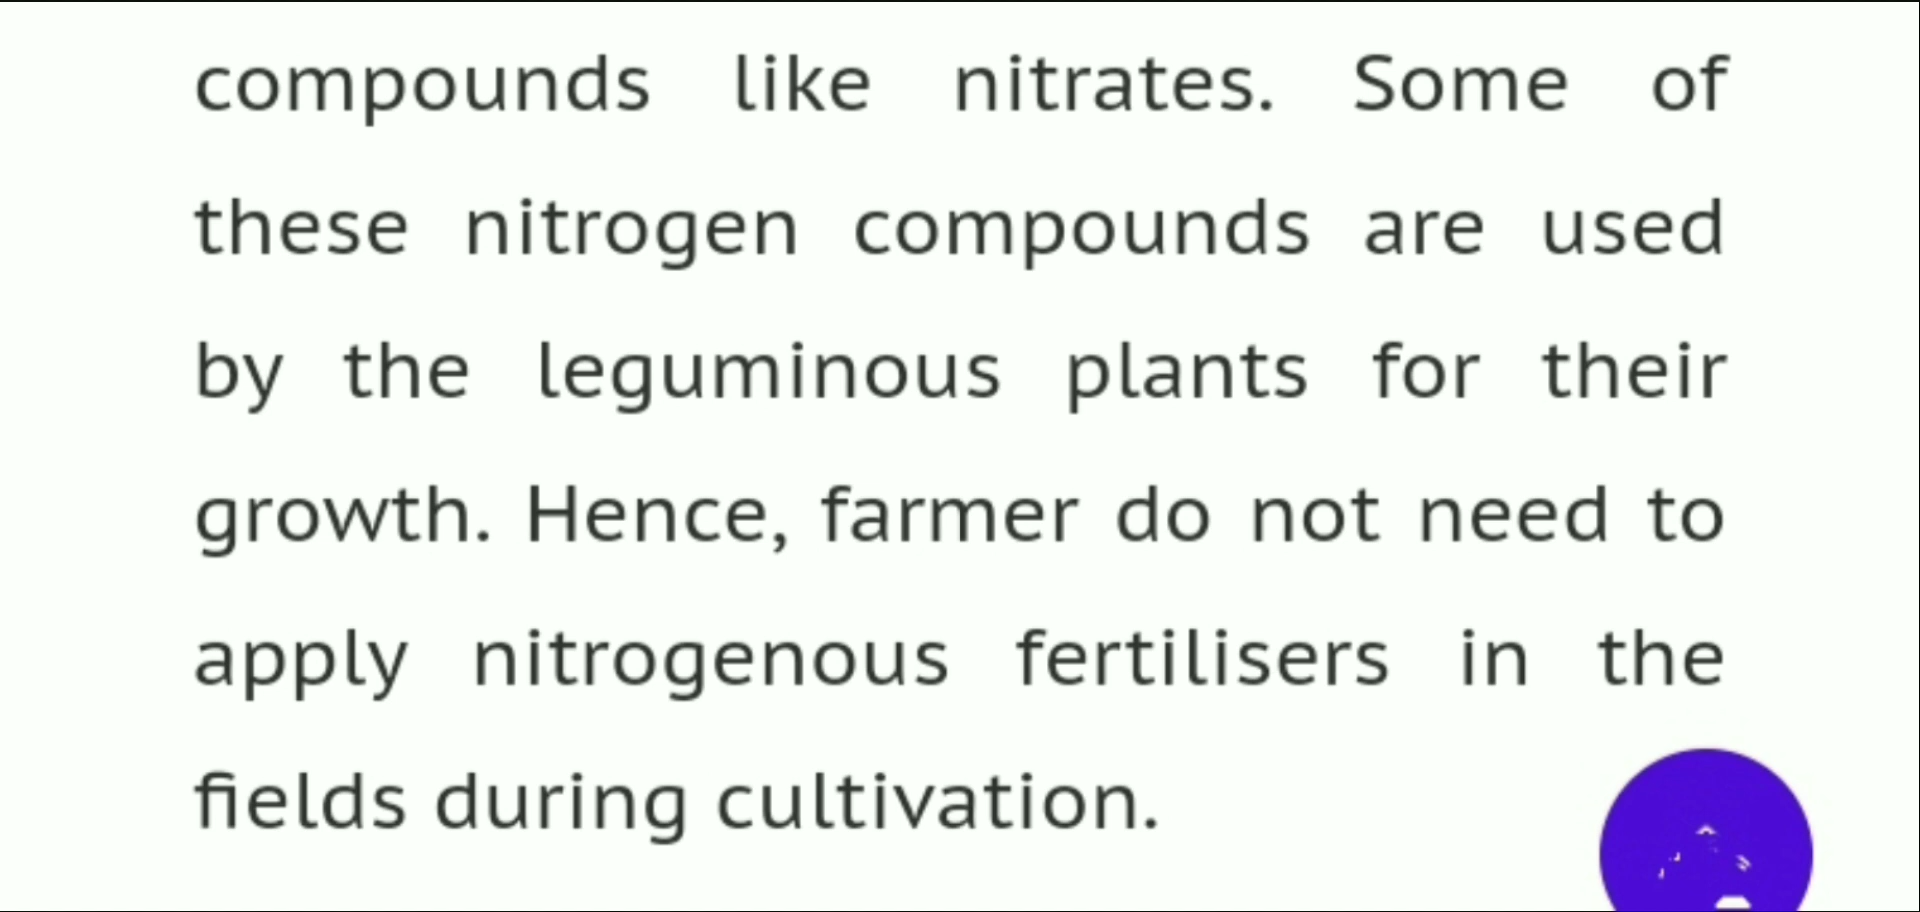 compounds like nitrates. Some of
these nitrogen compounds are used
by the leguminous plants for their
growth. Hence, farmer do not need to
apply nitrogenous fertilisers in the
fields during cultivation.